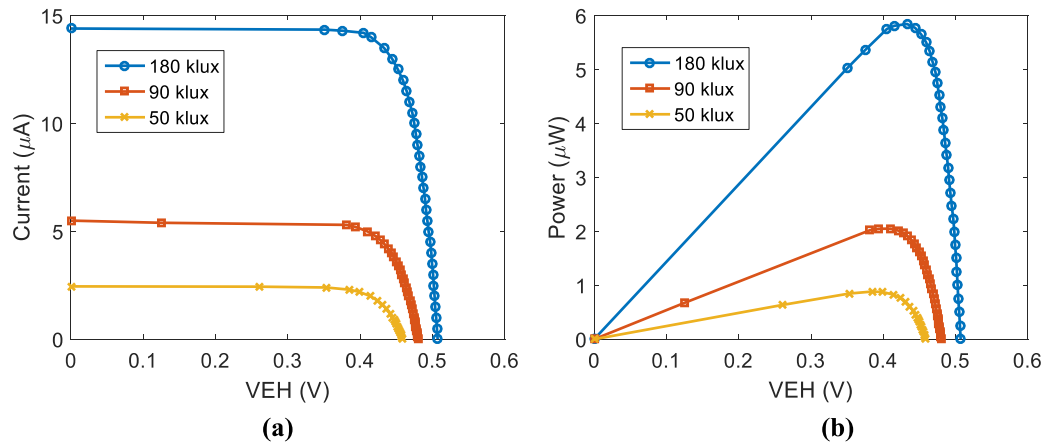 15
10
5
0
Current (μA)
180 klux
90 klux
50 klux
0 0.1 0.2 0.3 0.4 0.5 0.6
VEH (V)
(a)
6
5
4
3
2
1
0
Power (μW)
180 klux
90 klux
50 klux
0 0.1 0.2 0.3 0.4 0.5 0.6
VEH (V)
(b)